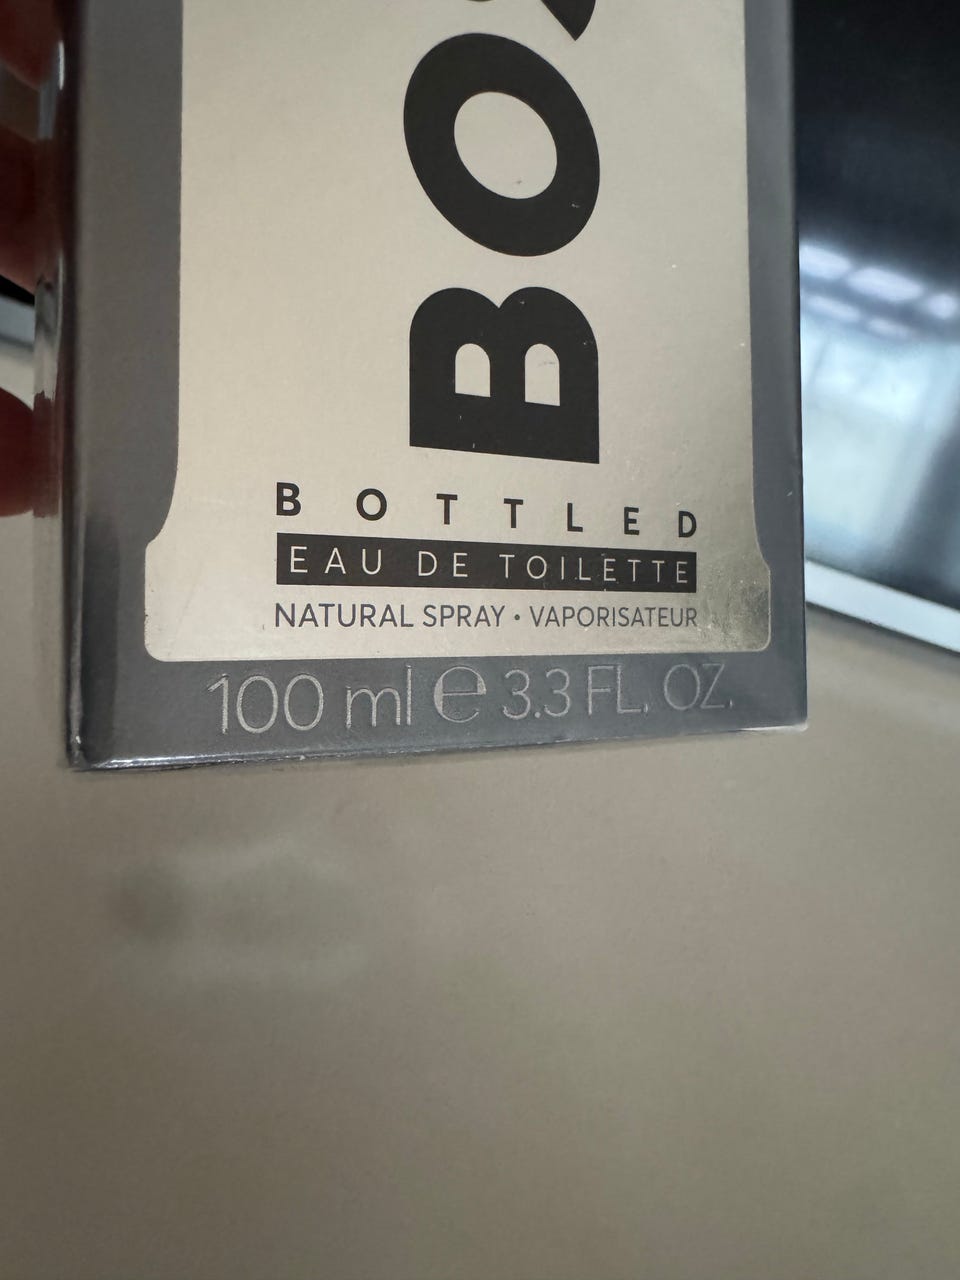 BO
BOTTLED
EAU DE TOILETTE
NATURAL SPRAY • VAPORISATEUR
100 ml ℮ 3.3 FL. OZ.